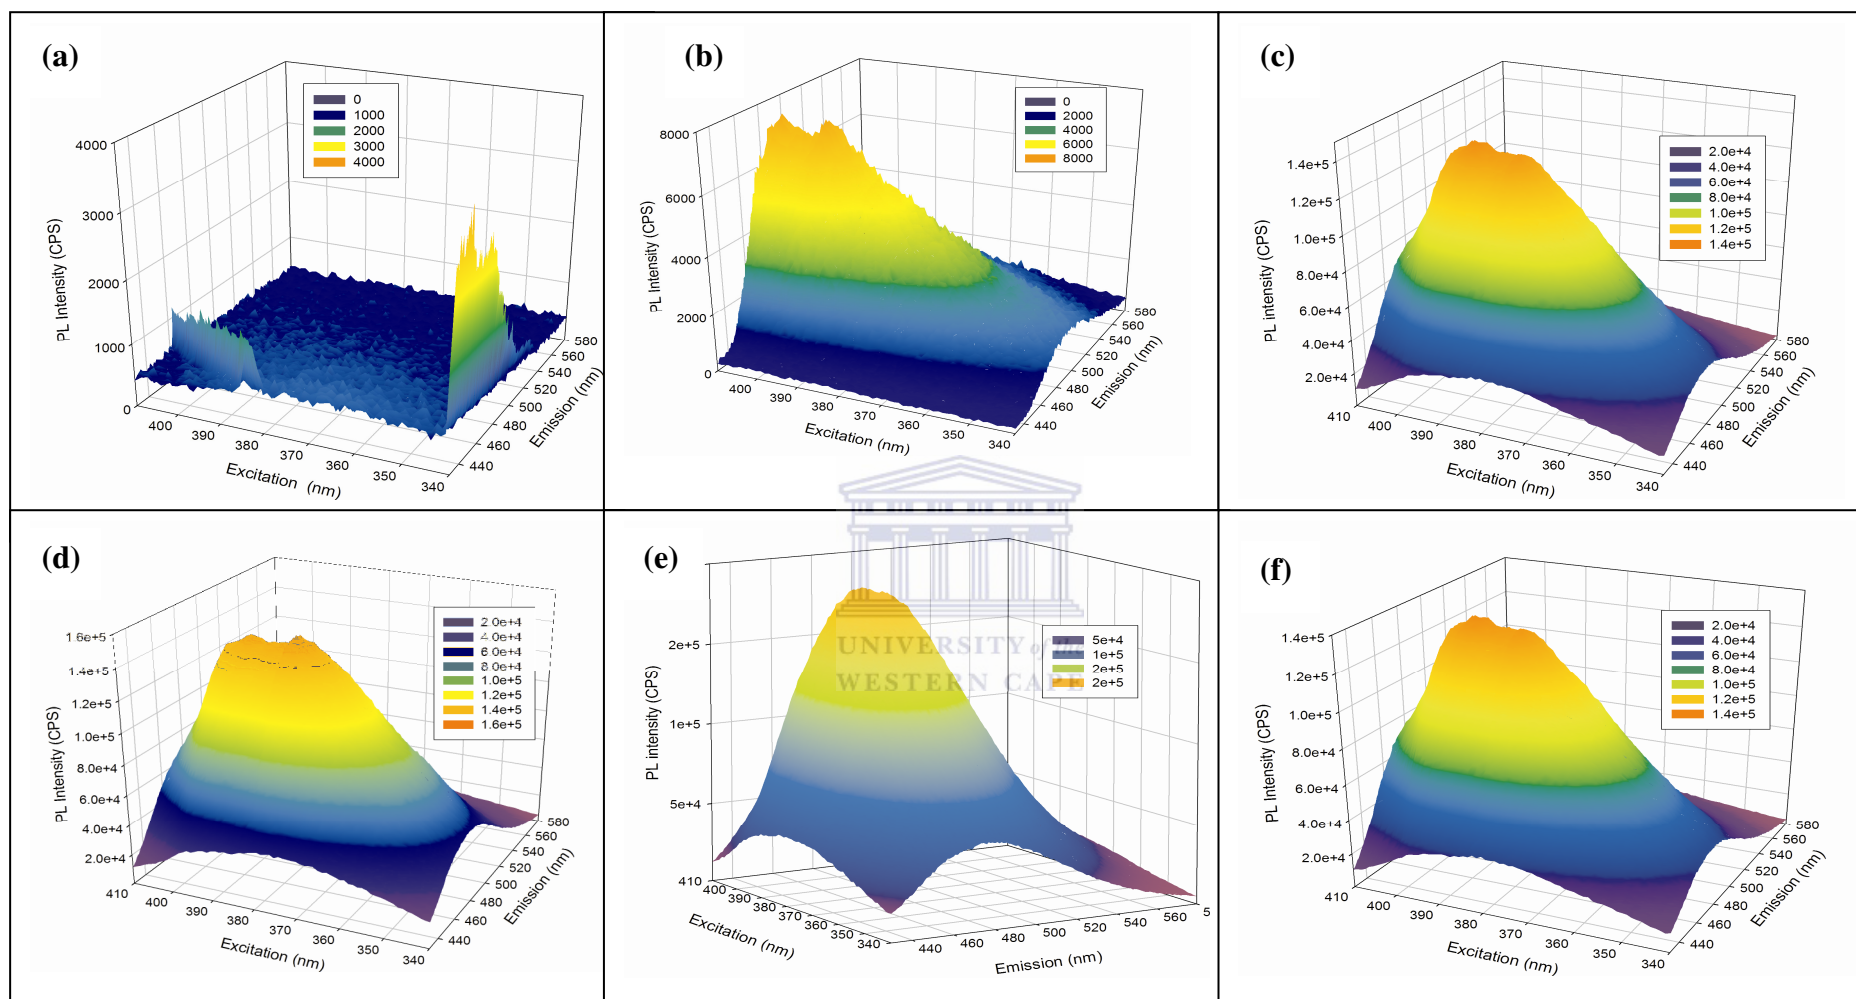 (a)
0
1000
2000
3000
4000
4000
3000
2000
1000
0
PL Intensity (CPS)
400
390
380
370
360
350
340
Excitation (nm)
440
460
480
500
520
540
560
580
Emission (nm)
(b)
0
2000
4000
6000
8000
8000
6000
4000
2000
0
PL Intensity (CPS)
400
390
380
370
360
350
340
Excitation (nm)
440
460
480
500
520
540
560
580
Emission (nm)
(c)
2.0e+4
4.0e+4
6.0e+4
8.0e+4
1.0e+5
1.2e+5
1.4e+5
1.4e+5
1.2e+5
1.0e+5
8.0e+4
6.0e+4
4.0e+4
2.0e+4
PL intensity (CPS)
410
400
390
380
370
360
350
340
Excitation (nm)
440
460
480
500
520
540
560
580
Emission (nm)
(d)
2.0e+4
4.0e+4
6.0e+4
8.0e+4
1.0e+5
1.2e+5
1.4e+5
1.6e+5
1.6e+5
1.4e+5
1.2e+5
1.0e+5
8.0e+4
6.0e+4
4.0e+4
2.0e+4
PL Intensity (CPS)
410
400
390
380
370
360
350
340
Excitation (nm)
440
460
480
500
520
540
560
580
Emission (nm)
(e)
5e+4
1e+5
2e+5
2e+5
2e+5
1e+5
5e+4
PL intensity (CPS)
410
400
390
380
370
360
350
340
Excitation (nm)
440
460
480
500
520
540
560
5
Emission (nm)
UNIVERSITY of the
WESTERN CAPE
(f)
2.0e+4
4.0e+4
6.0e+4
8.0e+4
1.0e+5
1.2e+5
1.4e+5
1.4e+5
1.2e+5
1.0e+5
8.0e+4
6.0e+4
4.0e+4
2.0e+4
PL Intensity (CPS)
410
400
390
380
370
360
350
340
Excitation (nm)
440
460
480
500
520
540
560
580
Emission (nm)